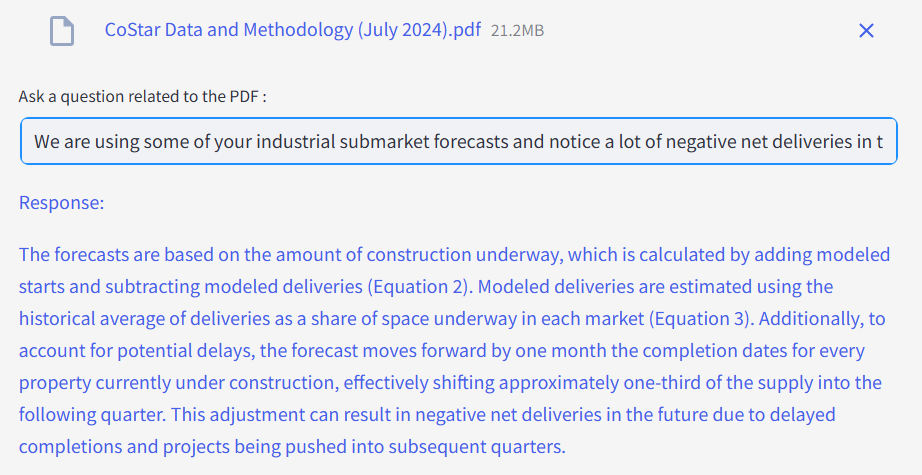 CoStar Data and Methodology (July 2024).pdf 21.2MB
Ask a question related to the PDF :
We are using some of your industrial submarket forecasts and notice a lot of negative net deliveries in t
Response:
The forecasts are based on the amount of construction underway, which is calculated by adding modeled
starts and subtracting modeled deliveries (Equation 2). Modeled deliveries are estimated using the
historical average of deliveries as a share of space underway in each market (Equation 3). Additionally, to
account for potential delays, the forecast moves forward by one month the completion dates for every
property currently under construction, effectively shifting approximately one-third of the supply into the
following quarter. This adjustment can result in negative net deliveries in the future due to delayed
completions and projects being pushed into subsequent quarters.